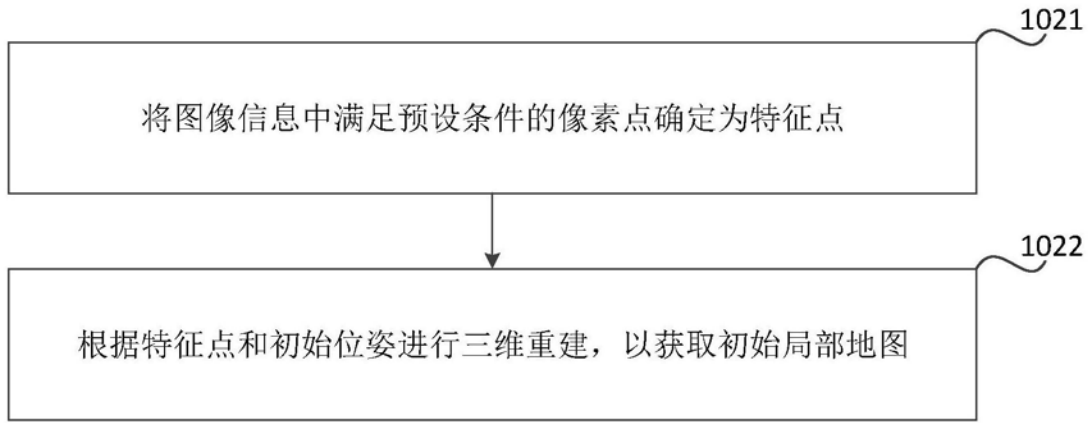 1021
将图像信息中满足预设条件的像素点确定为特征点
1022
根据特征点和初始位姿进行三维重建，以获取初始局部地图